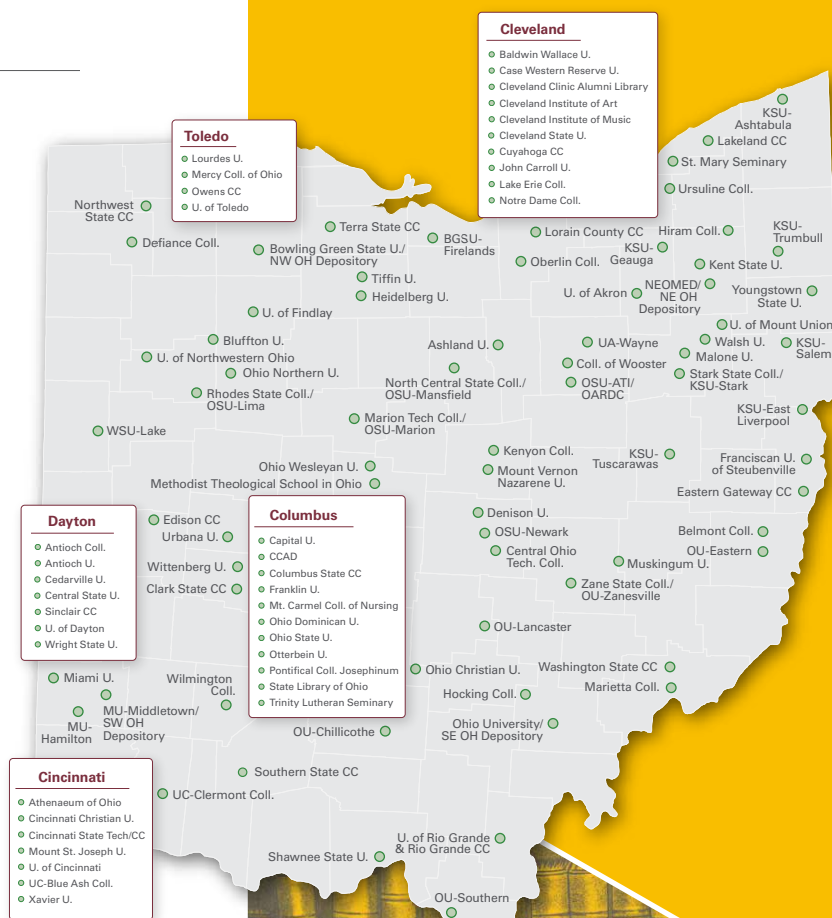 Cleveland
Baldwin Wallace U.
Case Western Reserve U.
Cleveland Clinic Alumni Library
Cleveland Institute of Art
Cleveland Institute of Music
Cleveland State U.
Cuyahoga CC
John Carroll U.
Lake Erie Coll.
Notre Dame Coll.
Toledo
Lourdes U.
Mercy Coll. of Ohio
Owens CC
U. of Toledo
KSU-
Ashtabula
Lakeland CC
St. Mary Seminary
Ursuline Coll.
Northwest
State CC
Defiance Coll.
Terra State CC
Bowling Green State U./
NW OH Depository
BGSU-
Firelands
Lorain County CC
Oberlin Coll.
Hiram Coll.
KSU-
Geauga
KSU-
Trumbull
Kent State U.
Tiffin U.
Heidelberg U.
U. of Akron
NEOMED/
NE OH
Depository
Youngstown
State U.
U. of Findlay
U. of Mount Union
Bluffton U.
U. of Northwestern Ohio
Ohio Northern U.
Ashland U.
UA-Wayne
Walsh U.
KSU-
Salem
Malone U.
Coll. of Wooster
Stark State Coll./
KSU-Stark
North Central State Coll./
OSU-Mansfield
OSU-ATI/
OARDC
Rhodes State Coll./
OSU-Lima
Marion Tech Coll./
OSU-Marion
KSU-East
Liverpool
WSU-Lake
Kenyon Coll.
Mount Vernon
Nazarene U.
KSU-
Tuscarawas
Franciscan U.
of Steubenville
Ohio Wesleyan U.
Methodist Theological School in Ohio
Eastern Gateway CC
Dayton
Antioch Coll.
Antioch U.
Cedarville U.
Central State U.
Sinclair CC
U. of Dayton
Wright State U.
Edison CC
Urbana U.
Wittenberg U.
Clark State CC
Columbus
Capital U.
CCAD
Columbus State CC
Franklin U.
Mt. Carmel Coll. of Nursing
Ohio Dominican U.
Ohio State U.
Otterbein U.
Pontifical Coll. Josephinum
State Library of Ohio
Trinity Lutheran Seminary
Denison U.
OSU-Newark
Central Ohio
Tech. Coll.
Belmont Coll.
OU-Eastern
Muskingum U.
Zane State Coll./
OU-Zanesville
OU-Lancaster
Miami U.
MU-Middletown/
SW OH
Depository
MU-
Hamilton
Wilmington
Coll.
Ohio Christian U.
Washington State CC
Marietta Coll.
Hocking Coll.
Ohio University/
SE OH Depository
OU-Chillicothe
Southern State CC
UC-Clermont Coll.
Cincinnati
Athenaeum of Ohio
Cincinnati Christian U.
Cincinnati State Tech/CC
Mount St. Joseph U.
U. of Cincinnati
UC-Blue Ash Coll.
Xavier U.
Shawnee State U.
U. of Rio Grande
& Rio Grande CC
OU-Southern